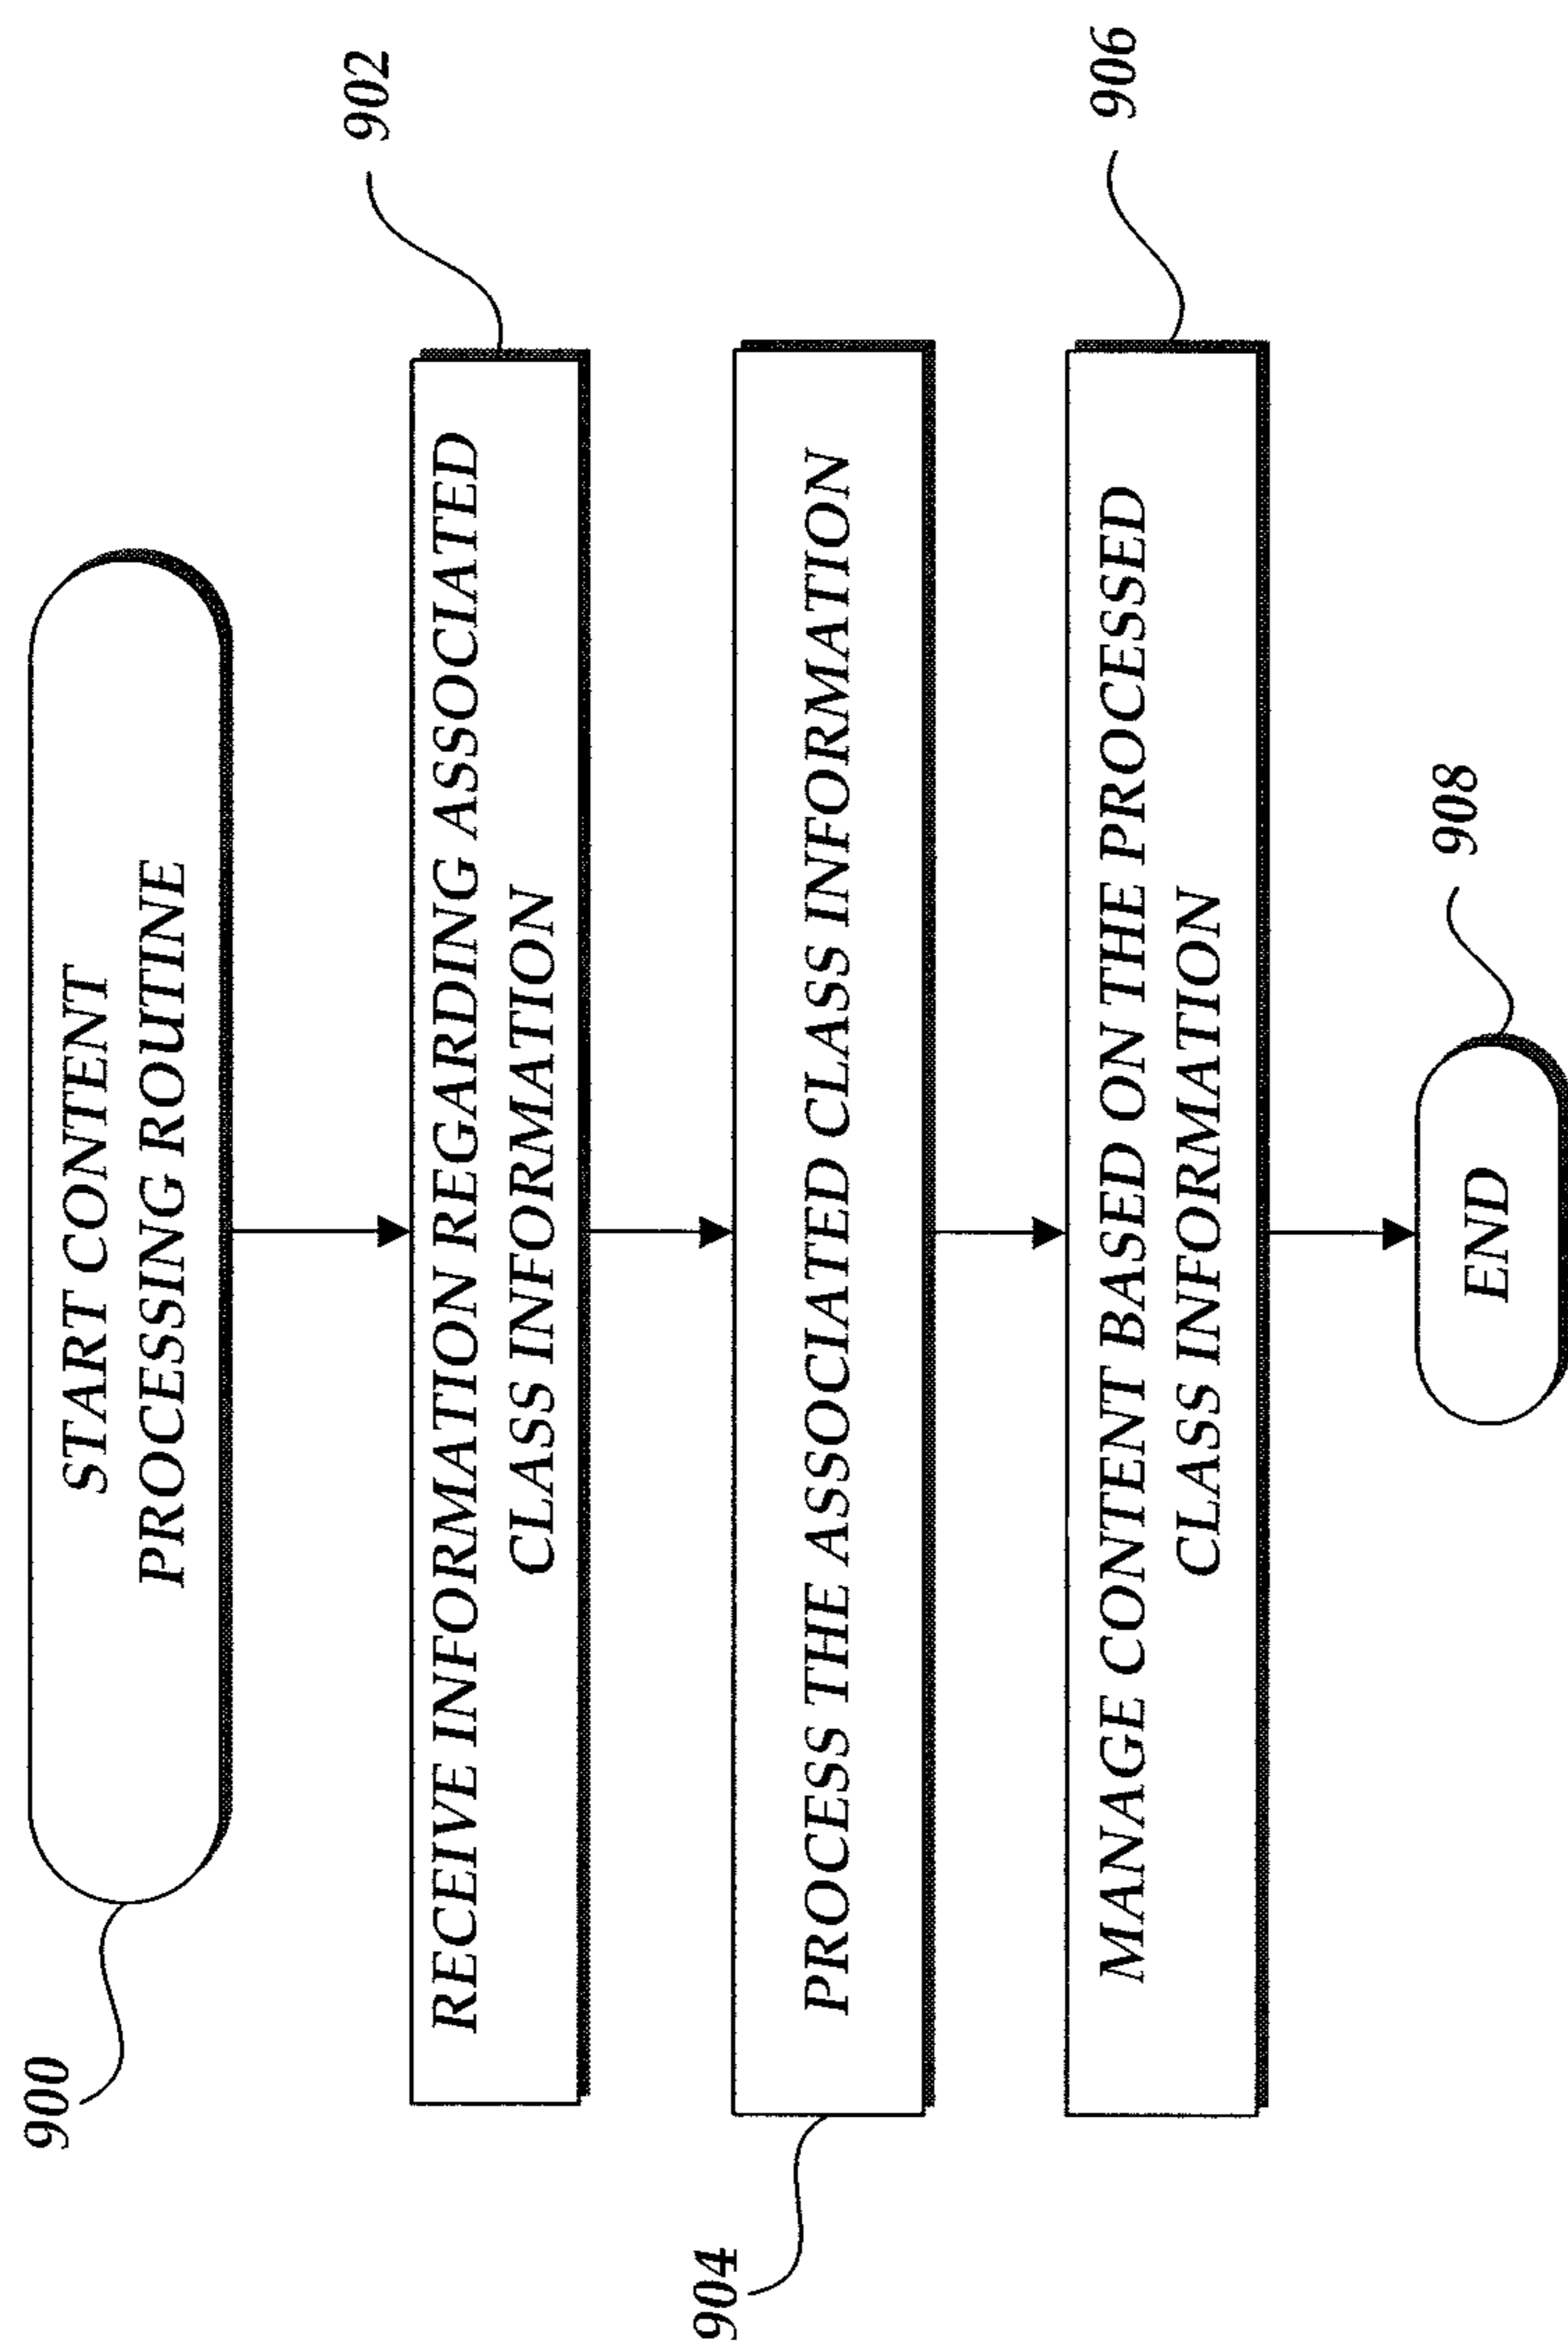 900
START CONTENT
PROCESSING ROUTINE
902
RECEIVE INFORMATION REGARDING ASSOCIATED
CLASS INFORMATION
904
PROCESS THE ASSOCIATED CLASS INFORMATION
906
MANAGE CONTENT BASED ON THE PROCESSED
CLASS INFORMATION
908
END